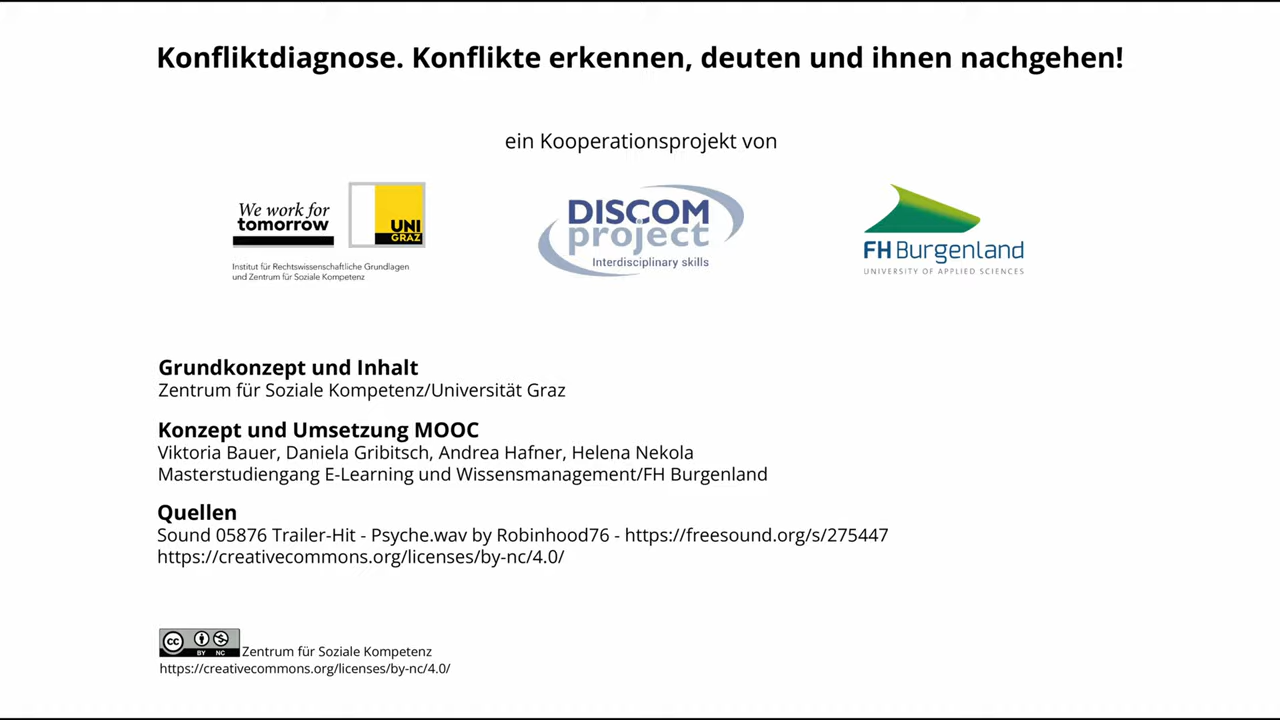 Konfliktdiagnose. Konflikte erkennen, deuten und ihnen nachgehen!
ein Kooperationsprojekt von
We work for
tomorrow
UNI
GRAZ
Institut für Rechtswissenschaftliche Grundlagen
und Zentrum für Soziale Kompetenz
DISCOM
project
Interdisciplinary skills
FH Burgenland
UNIVERSITY OF APPLIED SCIENCES
Grundkonzept und Inhalt
Zentrum für Soziale Kompetenz/Universität Graz
Konzept und Umsetzung MOOC
Viktoria Bauer, Daniela Gribitsch, Andrea Hafner, Helena Nekola
Masterstudiengang E-Learning und Wissensmanagement/FH Burgenland
Quellen
Sound 05876 Trailer-Hit - Psyche.wav by Robinhood76 - https://freesound.org/s/275447
https://creativecommons.org/licenses/by-nc/4.0/
cc BY NC Zentrum für Soziale Kompetenz
https://creativecommons.org/licenses/by-nc/4.0/